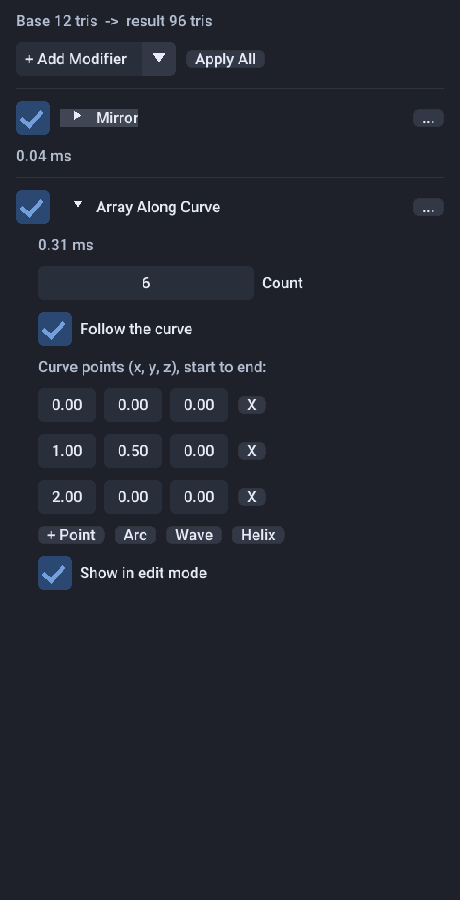 Base 12 tris -> result 96 tris
+ Add Modifier Apply All
Mirror ...
0.04 ms
Array Along Curve ...
0.31 ms
6 Count
Follow the curve
Curve points (x, y, z), start to end:
0.00 0.00 0.00 X
1.00 0.50 0.00 X
2.00 0.00 0.00 X
+ Point Arc Wave Helix
Show in edit mode